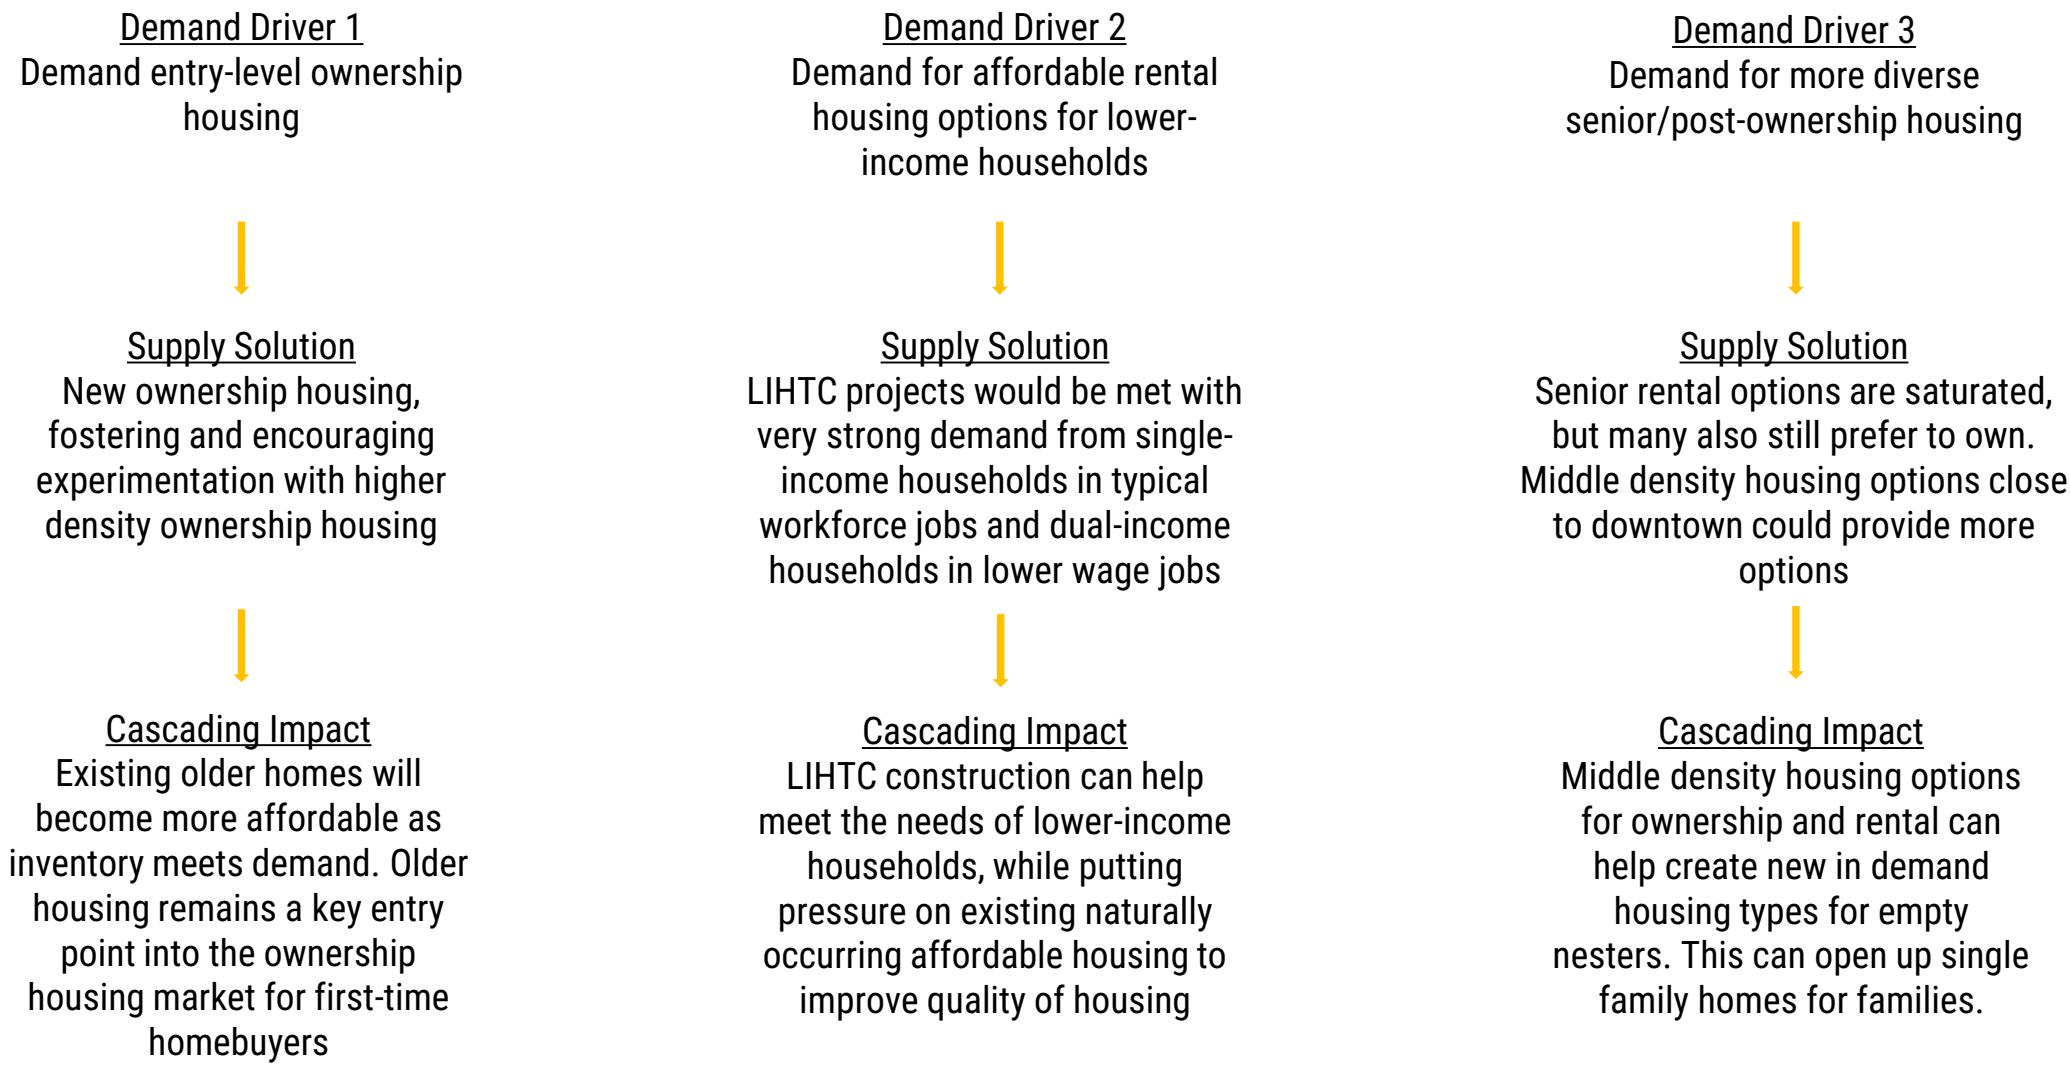 Demand Driver 1
Demand entry-level ownership
housing
Supply Solution
New ownership housing,
fostering and encouraging
experimentation with higher
density ownership housing
Cascading Impact
Existing older homes will
become more affordable as
inventory meets demand. Older
housing remains a key entry
point into the ownership
housing market for first-time
homebuyers
Demand Driver 2
Demand for affordable rental
housing options for lower-
income households
Supply Solution
LIHTC projects would be met with
very strong demand from single-
income households in typical
workforce jobs and dual-income
households in lower wage jobs
Cascading Impact
LIHTC construction can help
meet the needs of lower-income
households, while putting
pressure on existing naturally
occurring affordable housing to
improve quality of housing
Demand Driver 3
Demand for more diverse
senior/post-ownership housing
Supply Solution
Senior rental options are saturated,
but many also still prefer to own.
Middle density housing options close
to downtown could provide more
options
Cascading Impact
Middle density housing options
for ownership and rental can
help create new in demand
housing types for empty
nesters. This can open up single
family homes for families.